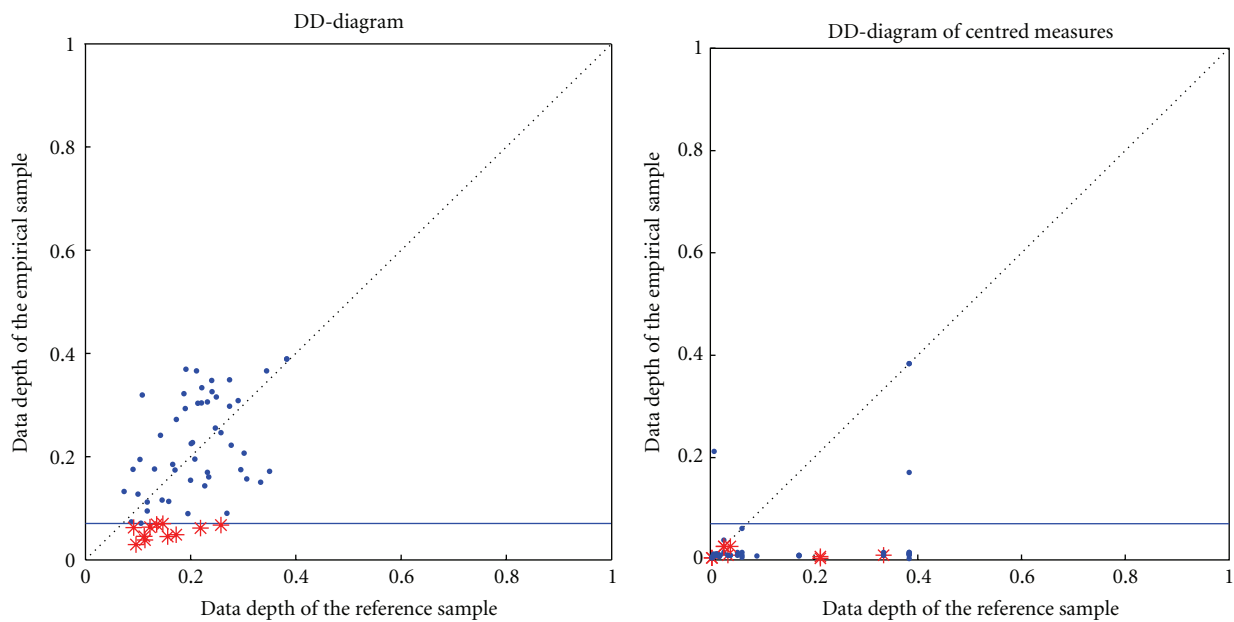 DD-diagram
1
0.8
0.6
0.4
0.2
0
0 0.2 0.4 0.6 0.8 1
Data depth of the empirical sample
Data depth of the reference sample
DD-diagram of centred measures
1
0.8
0.6
0.4
0.2
0
0 0.2 0.4 0.6 0.8 1
Data depth of the empirical sample
Data depth of the reference sample